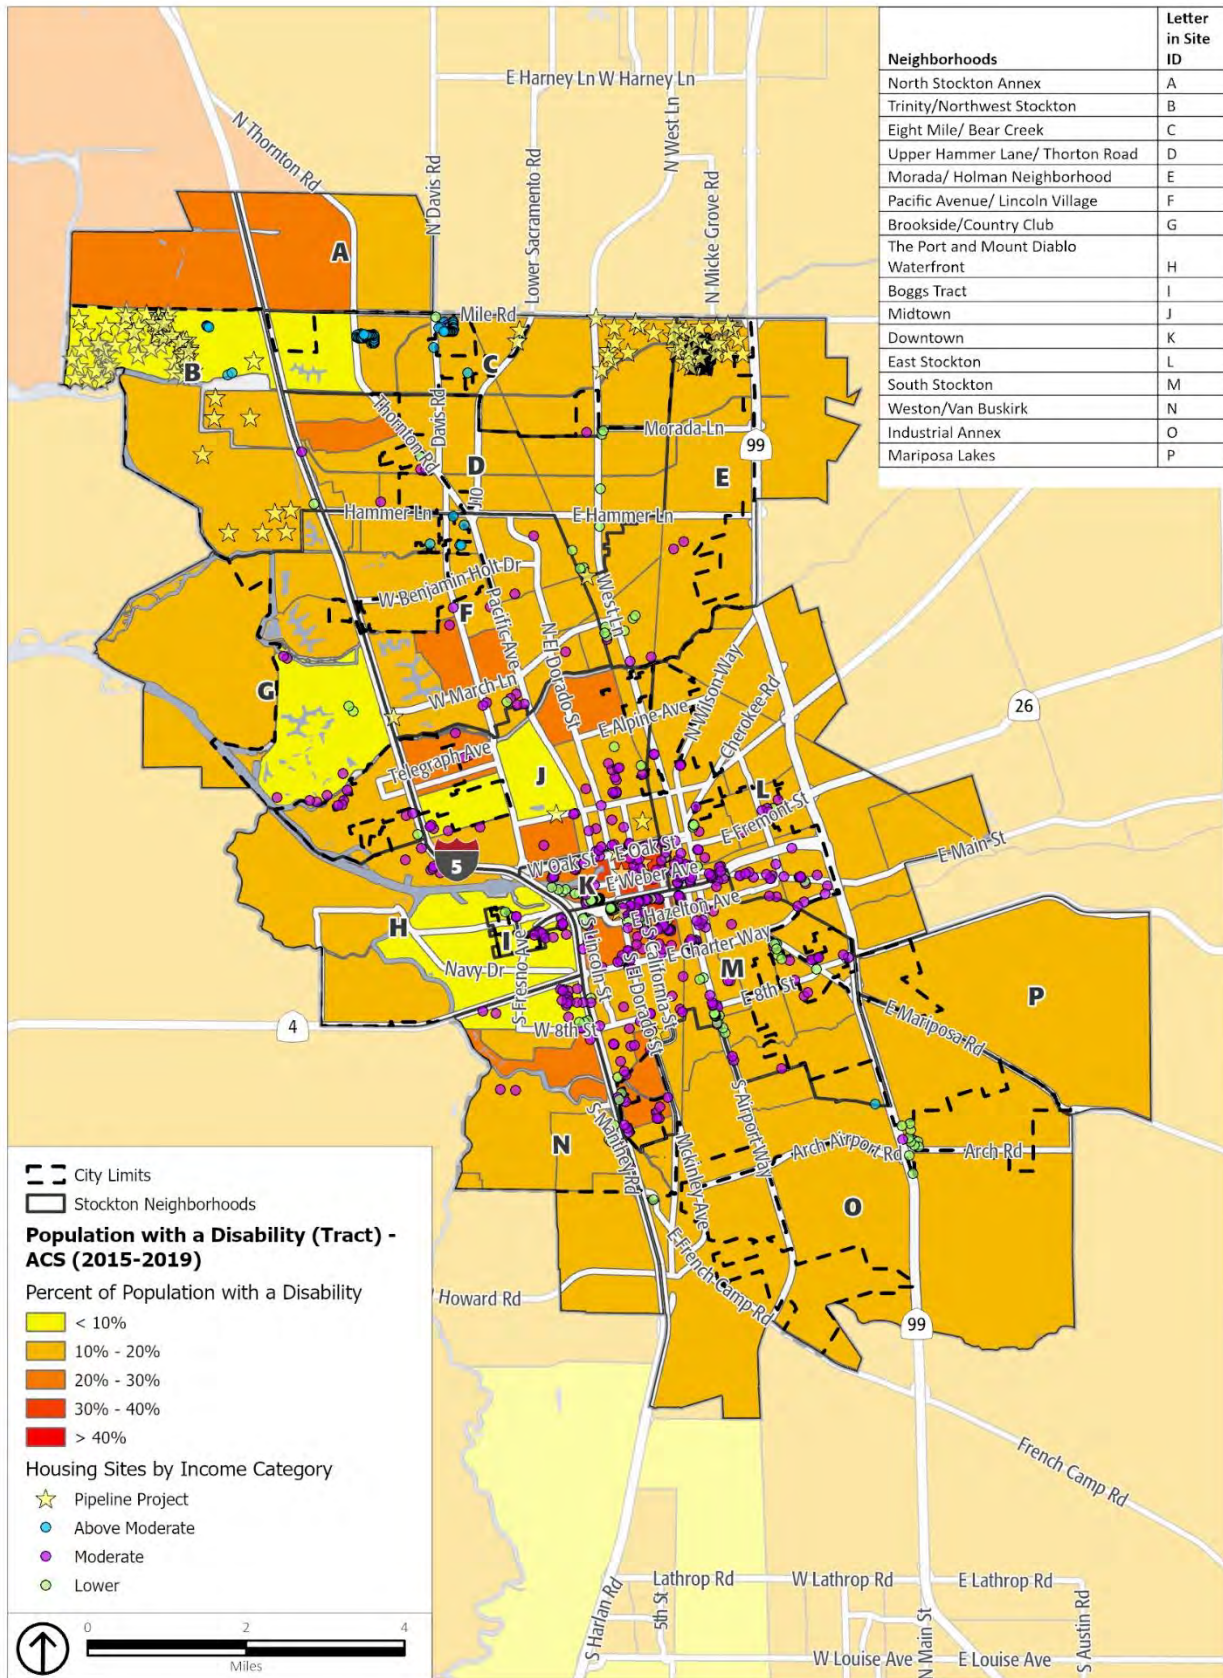 Neighborhoods
Letter
in Site
ID
North Stockton Annex A
Trinity/Northwest Stockton B
Eight Mile/ Bear Creek C
Upper Hammer Lane/ Thorton Road D
Morada/ Holman Neighborhood E
Pacific Avenue/ Lincoln Village F
Brookside/Country Club G
The Port and Mount Diablo
Waterfront H
Boggs Tract I
Midtown J
Downtown K
East Stockton L
South Stockton M
Weston/Van Buskirk N
Industrial Annex O
Mariposa Lakes P
E Harney Ln W Harney Ln
N Thornton Rd
N Davis Rd
Lower Sacramento Rd
N West Ln
N Micke Grove Rd
A
Mile Rd
B
C
Thornton Rd
Davis Rd
Morada Ln
99
D
E
J10
Hammer Ln
E Hammer Ln
W Benjamin Holt Dr
F
Pacific Ave
N El Dorado St
West Ln
G
W March Ln
N Wilson Way
Cherokee Rd
26
E Alpine Ave
Telegraph Ave
J
L
E Fremont St
E Main St
5
W Oak St
E Oak St
K
E Weber Ave
E Hazelton Ave
H
I
S Fresno Ave
Navy Dr
S Lincoln St
S El Dorado St
S California St
E Charter Way
M
E 8th St
P
4
W 8th St
E Mariposa Rd
S Airport Way
N
S Manthey Rd
McKinley Ave
Arch Airport Rd
Arch Rd
O
E French Camp Rd
Howard Rd
99
French Camp Rd
Lathrop Rd
W Lathrop Rd
E Lathrop Rd
S Harlan Rd
5th St
N Main St
S Austin Rd
W Louise Ave
E Louise Ave
City Limits
Stockton Neighborhoods
Population with a Disability (Tract) -
ACS (2015-2019)
Percent of Population with a Disability
< 10%
10% - 20%
20% - 30%
30% - 40%
> 40%
Housing Sites by Income Category
Pipeline Project
Above Moderate
Moderate
Lower
0 2 4
Miles